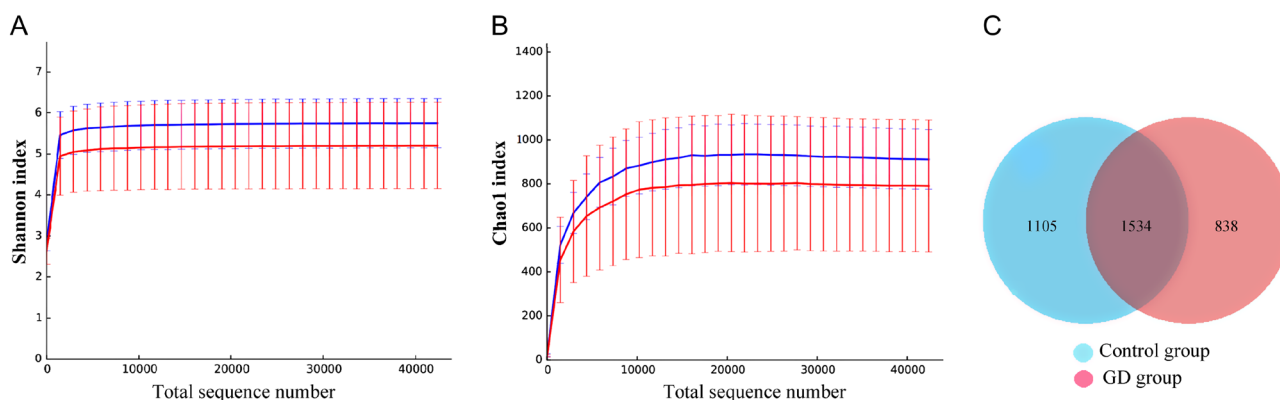 A
Shannon index
7
6
5
4
3
2
1
0
0 10000 20000 30000 40000
Total sequence number
B
Chao1 index
1400
1200
1000
800
600
400
200
0
0 10000 20000 30000 40000
Total sequence number
C
1105 1534 838
Control group
GD group